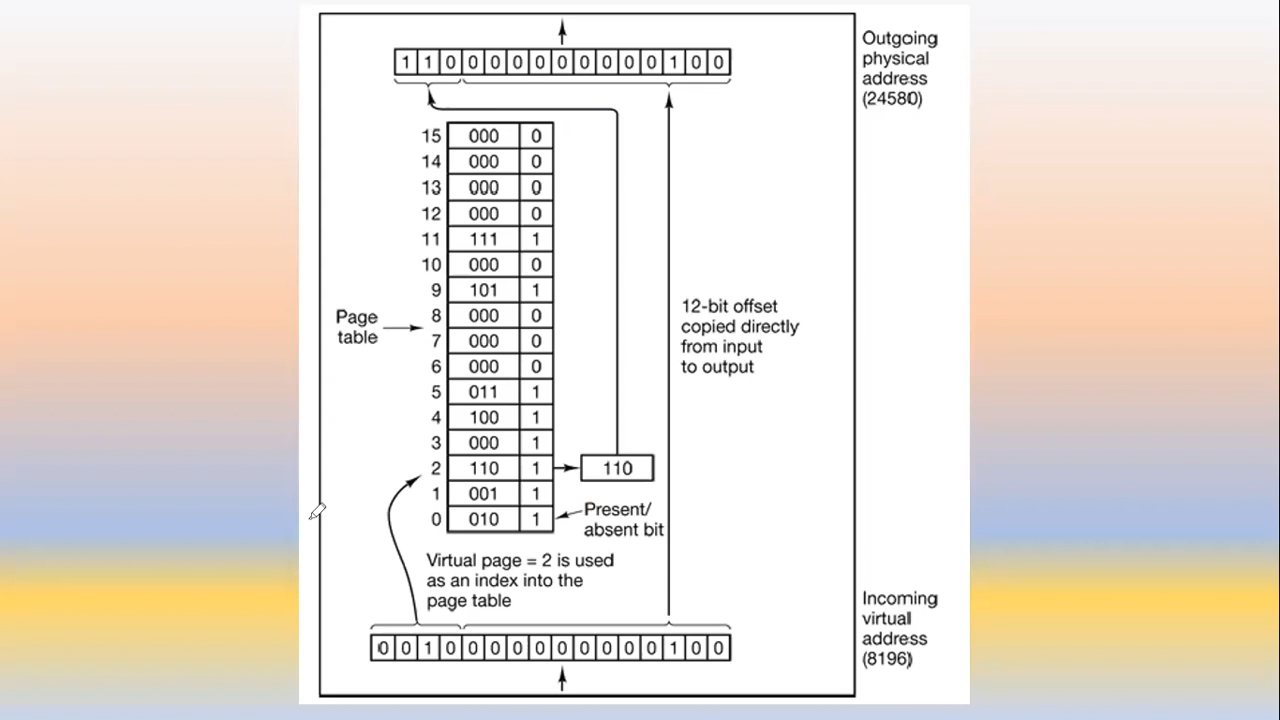 Outgoing
physical
address
(24580)
1 1 0 0 0 0 0 0 0 0 0 0 1 0 0
15 000 0
14 000 0
13 000 0
12 000 0
11 111 1
10 000 0
9 101 1
8 000 0
7 000 0
6 000 0
5 011 1
4 100 1
3 000 1
2 110 1
1 001 1
0 010 1
Page
table
110
12-bit offset
copied directly
from input
to output
Present/
absent bit
Virtual page = 2 is used
as an index into the
page table
Incoming
virtual
address
(8196)
0 0 1 0 0 0 0 0 0 0 0 0 0 1 0 0